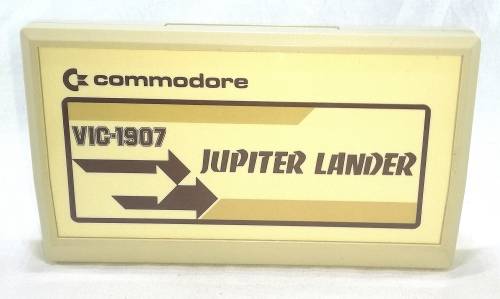 commodore
VIC-1907
JUPITER LANDER